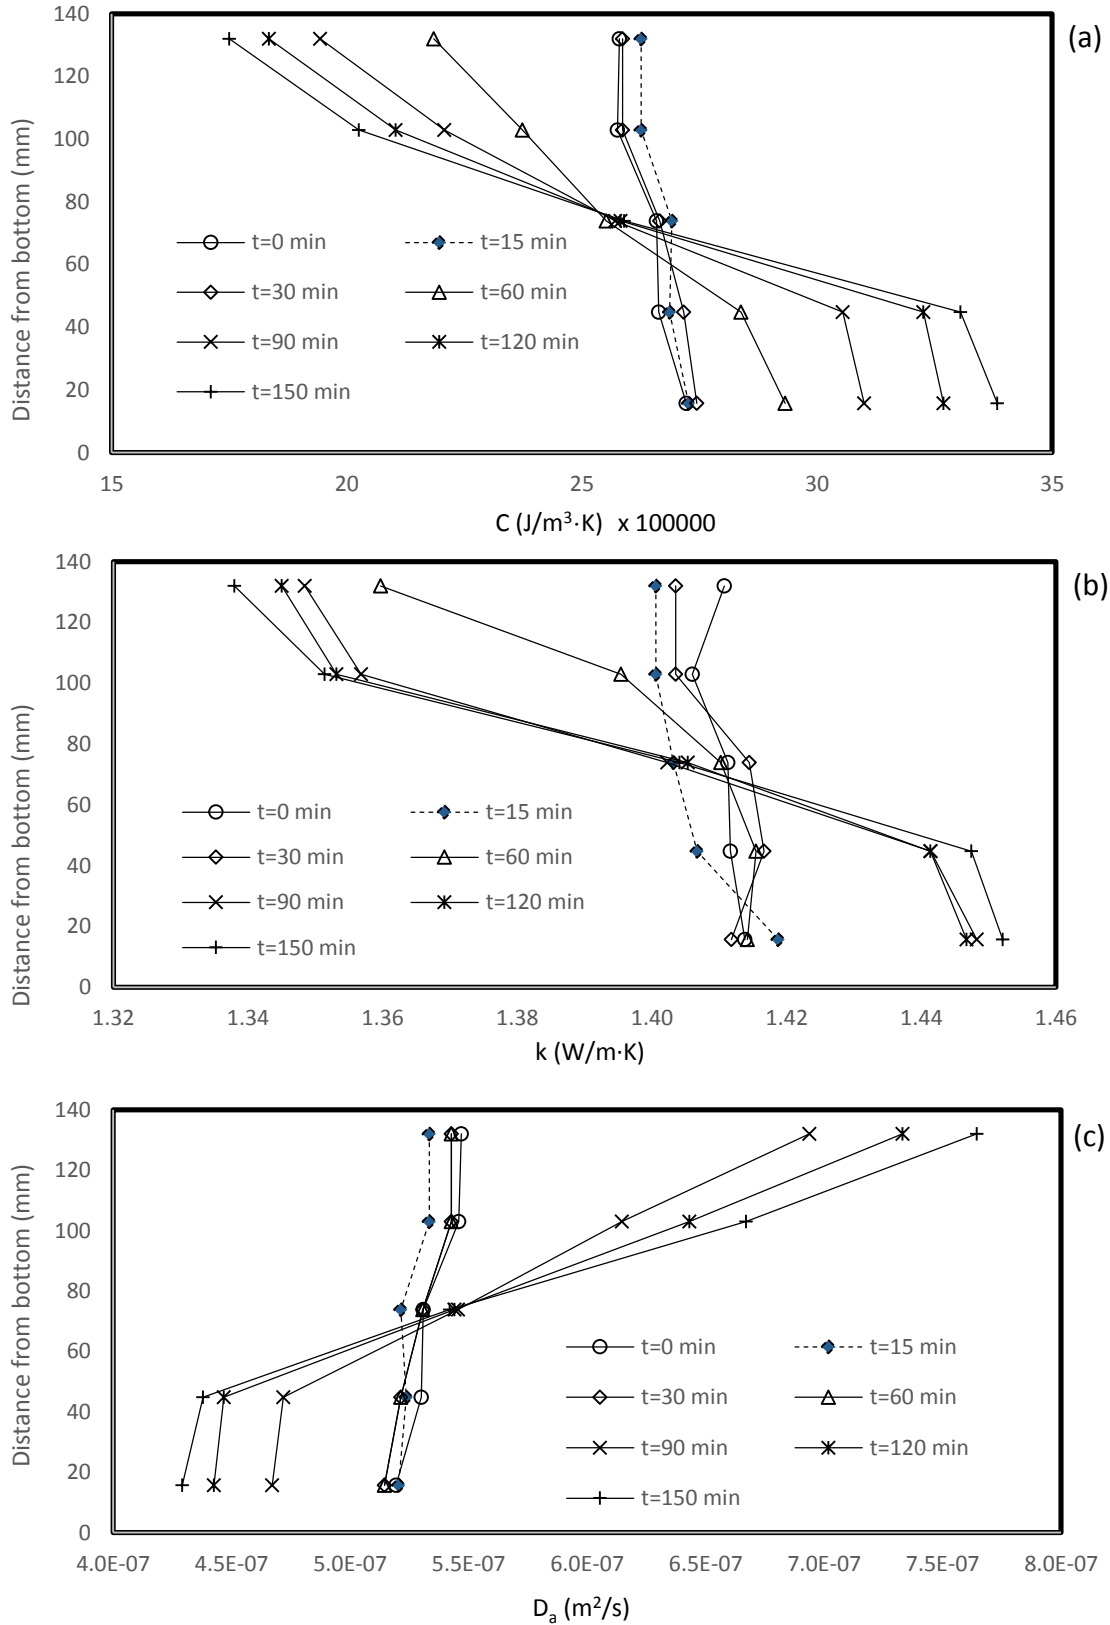 (a)
Distance from bottom (mm)
140
120
100
80
60
40
20
0
t=0 min
t=15 min
t=30 min
t=60 min
t=90 min
t=120 min
t=150 min
15 20 25 30 35
C (J/m³·K) x 100000
(b)
Distance from bottom (mm)
140
120
100
80
60
40
20
0
t=0 min
t=15 min
t=30 min
t=60 min
t=90 min
t=120 min
t=150 min
1.32 1.34 1.36 1.38 1.40 1.42 1.44 1.46
k (W/m·K)
(c)
Distance from bottom (mm)
140
120
100
80
60
40
20
0
t=0 min
t=15 min
t=30 min
t=60 min
t=90 min
t=120 min
t=150 min
4.0E-07 4.5E-07 5.0E-07 5.5E-07 6.0E-07 6.5E-07 7.0E-07 7.5E-07 8.0E-07
Dₐ (m²/s)